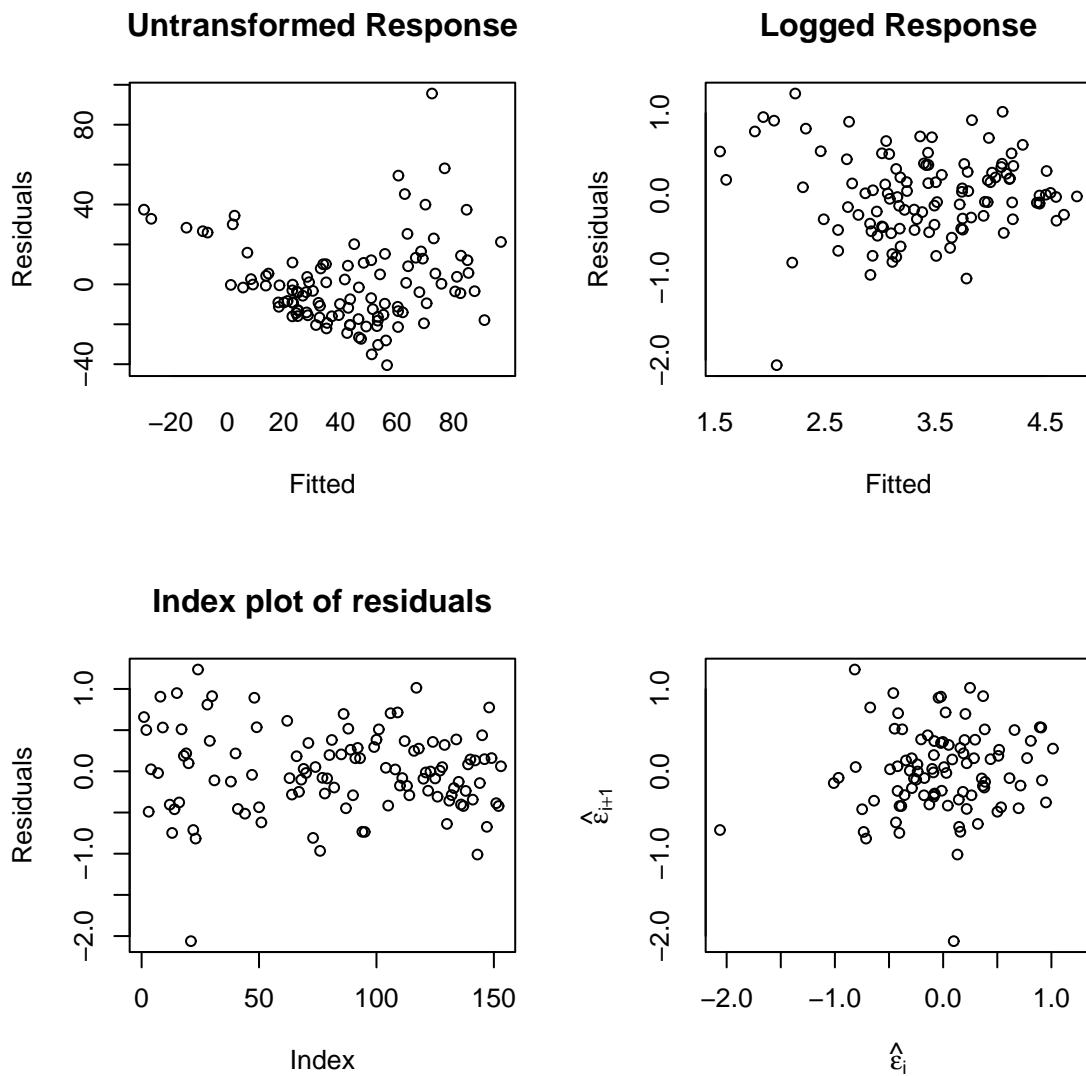 Untransformed Response
80
40
0
−40
Residuals
−20 0 20 40 60 80
Fitted
Logged Response
1.0
0.0
−1.0
−2.0
Residuals
1.5 2.5 3.5 4.5
Fitted
Index plot of residuals
1.0
0.0
−1.0
−2.0
Residuals
0 50 100 150
Index
1.0
0.0
−1.0
−2.0
ε̂i+1
−2.0 −1.0 0.0 1.0
ε̂i